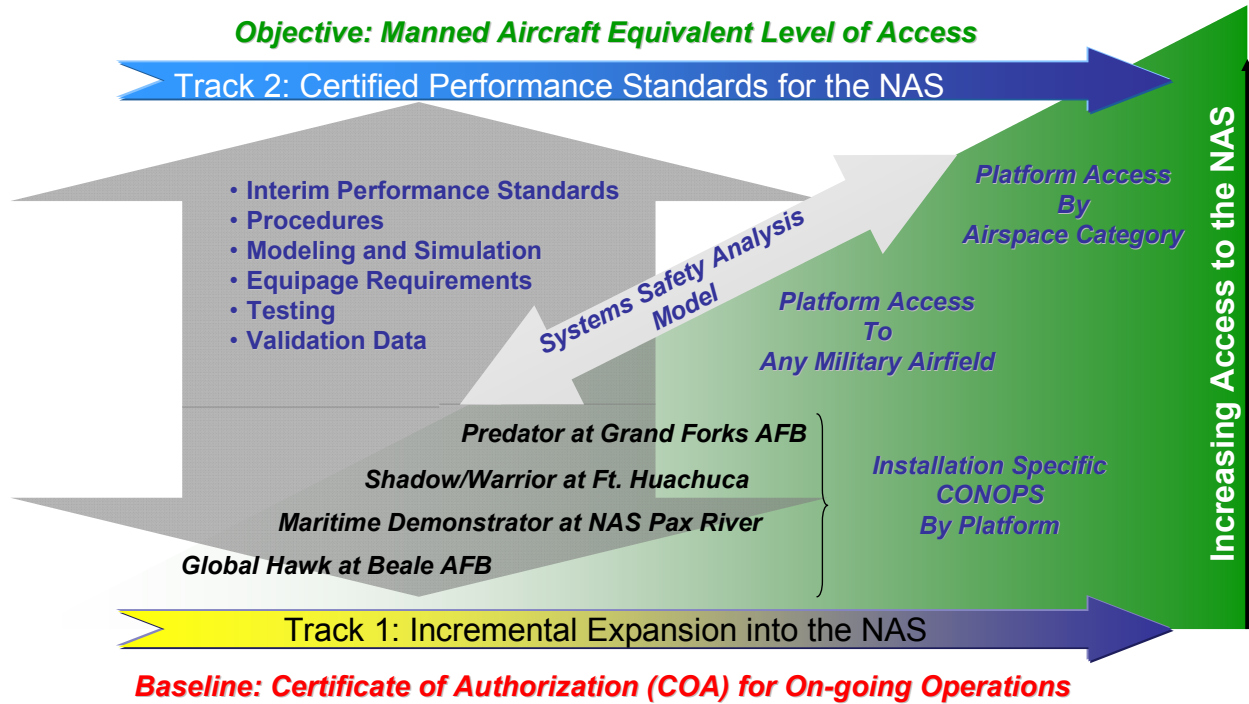 Objective: Manned Aircraft Equivalent Level of Access
Track 2: Certified Performance Standards for the NAS
• Interim Performance Standards
• Procedures
• Modeling and Simulation
• Equipage Requirements
• Testing
• Validation Data
Systems Safety Analysis
Model
Platform Access
By
Airspace Category
Platform Access
To
Any Military Airfield
Increasing Access to the NAS
Predator at Grand Forks AFB
Shadow/Warrior at Ft. Huachuca
Maritime Demonstrator at NAS Pax River
Global Hawk at Beale AFB
Installation Specific
CONOPS
By Platform
Track 1: Incremental Expansion into the NAS
Baseline: Certificate of Authorization (COA) for On-going Operations